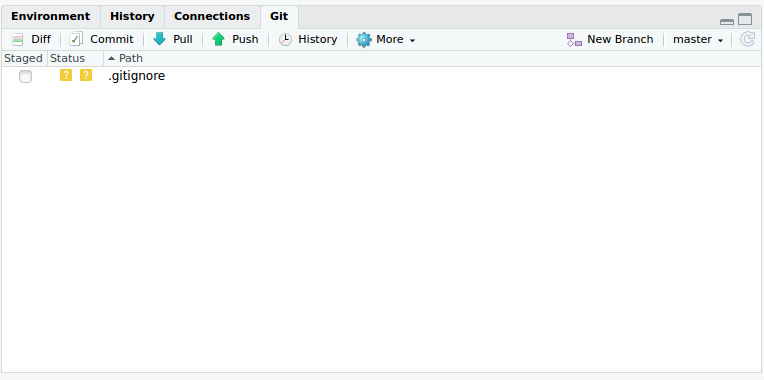 Environment History Connections Git
Diff Commit Pull Push History More New Branch master
Staged Status Path
? ? .gitignore